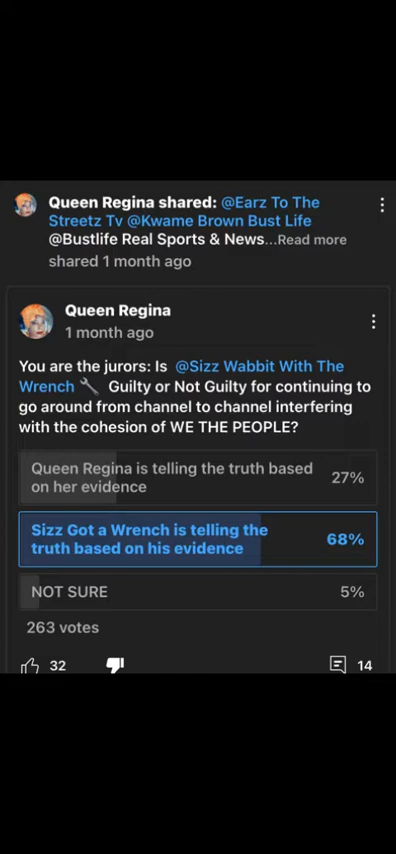 Queen Regina shared: @Earz To The
Streetz Tv @Kwame Brown Bust Life
@Bustlife Real Sports & News...Read more
shared 1 month ago
Queen Regina
1 month ago
You are the jurors: Is @Sizz Wabbit With The
Wrench 🔧 Guilty or Not Guilty for continuing to
go around from channel to channel interfering
with the cohesion of WE THE PEOPLE?
Queen Regina is telling the truth based
on her evidence
27%
Sizz Got a Wrench is telling the
truth based on his evidence
68%
NOT SURE
5%
263 votes
32
14